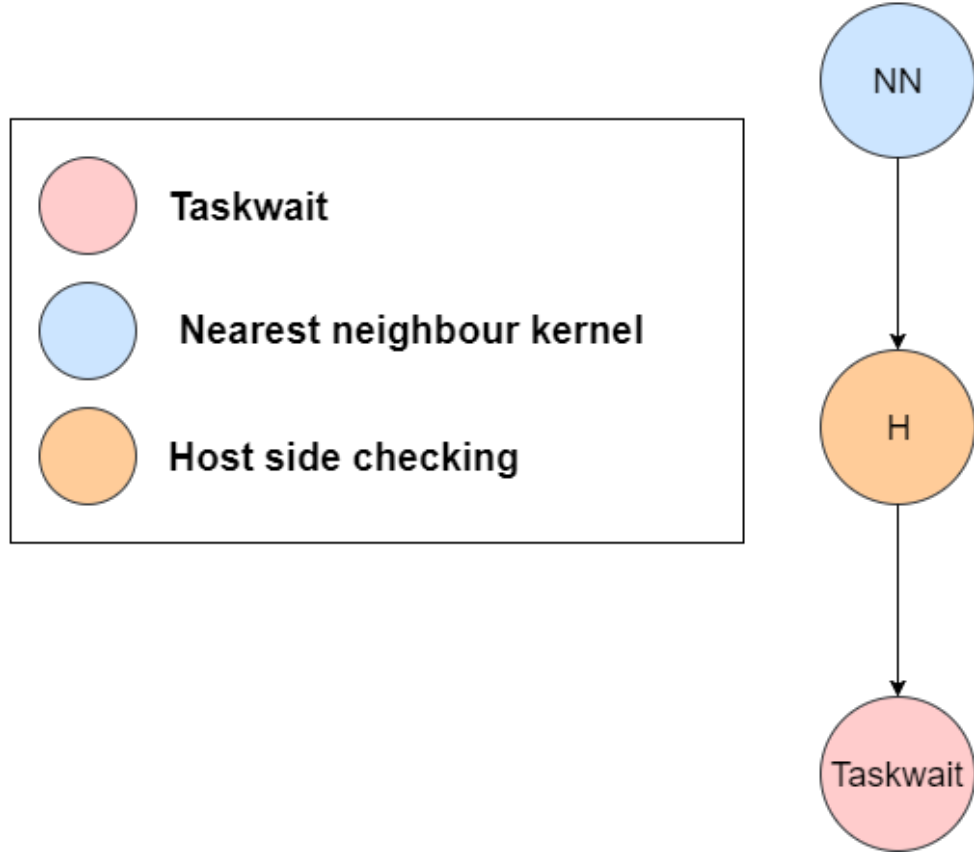 NN
Taskwait
Nearest neighbour kernel
Host side checking
H
Taskwait